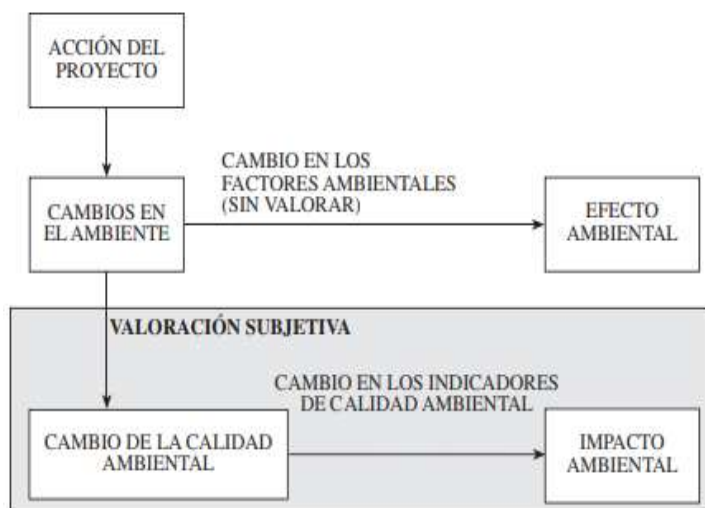 ACCIÓN DEL
PROYECTO
CAMBIO EN LOS
FACTORES AMBIENTALES
(SIN VALORAR)
CAMBIOS EN
EL AMBIENTE
EFECTO
AMBIENTAL
VALORACIÓN SUBJETIVA
CAMBIO EN LOS INDICADORES
DE CALIDAD AMBIENTAL
CAMBIO DE LA CALIDAD
AMBIENTAL
IMPACTO
AMBIENTAL